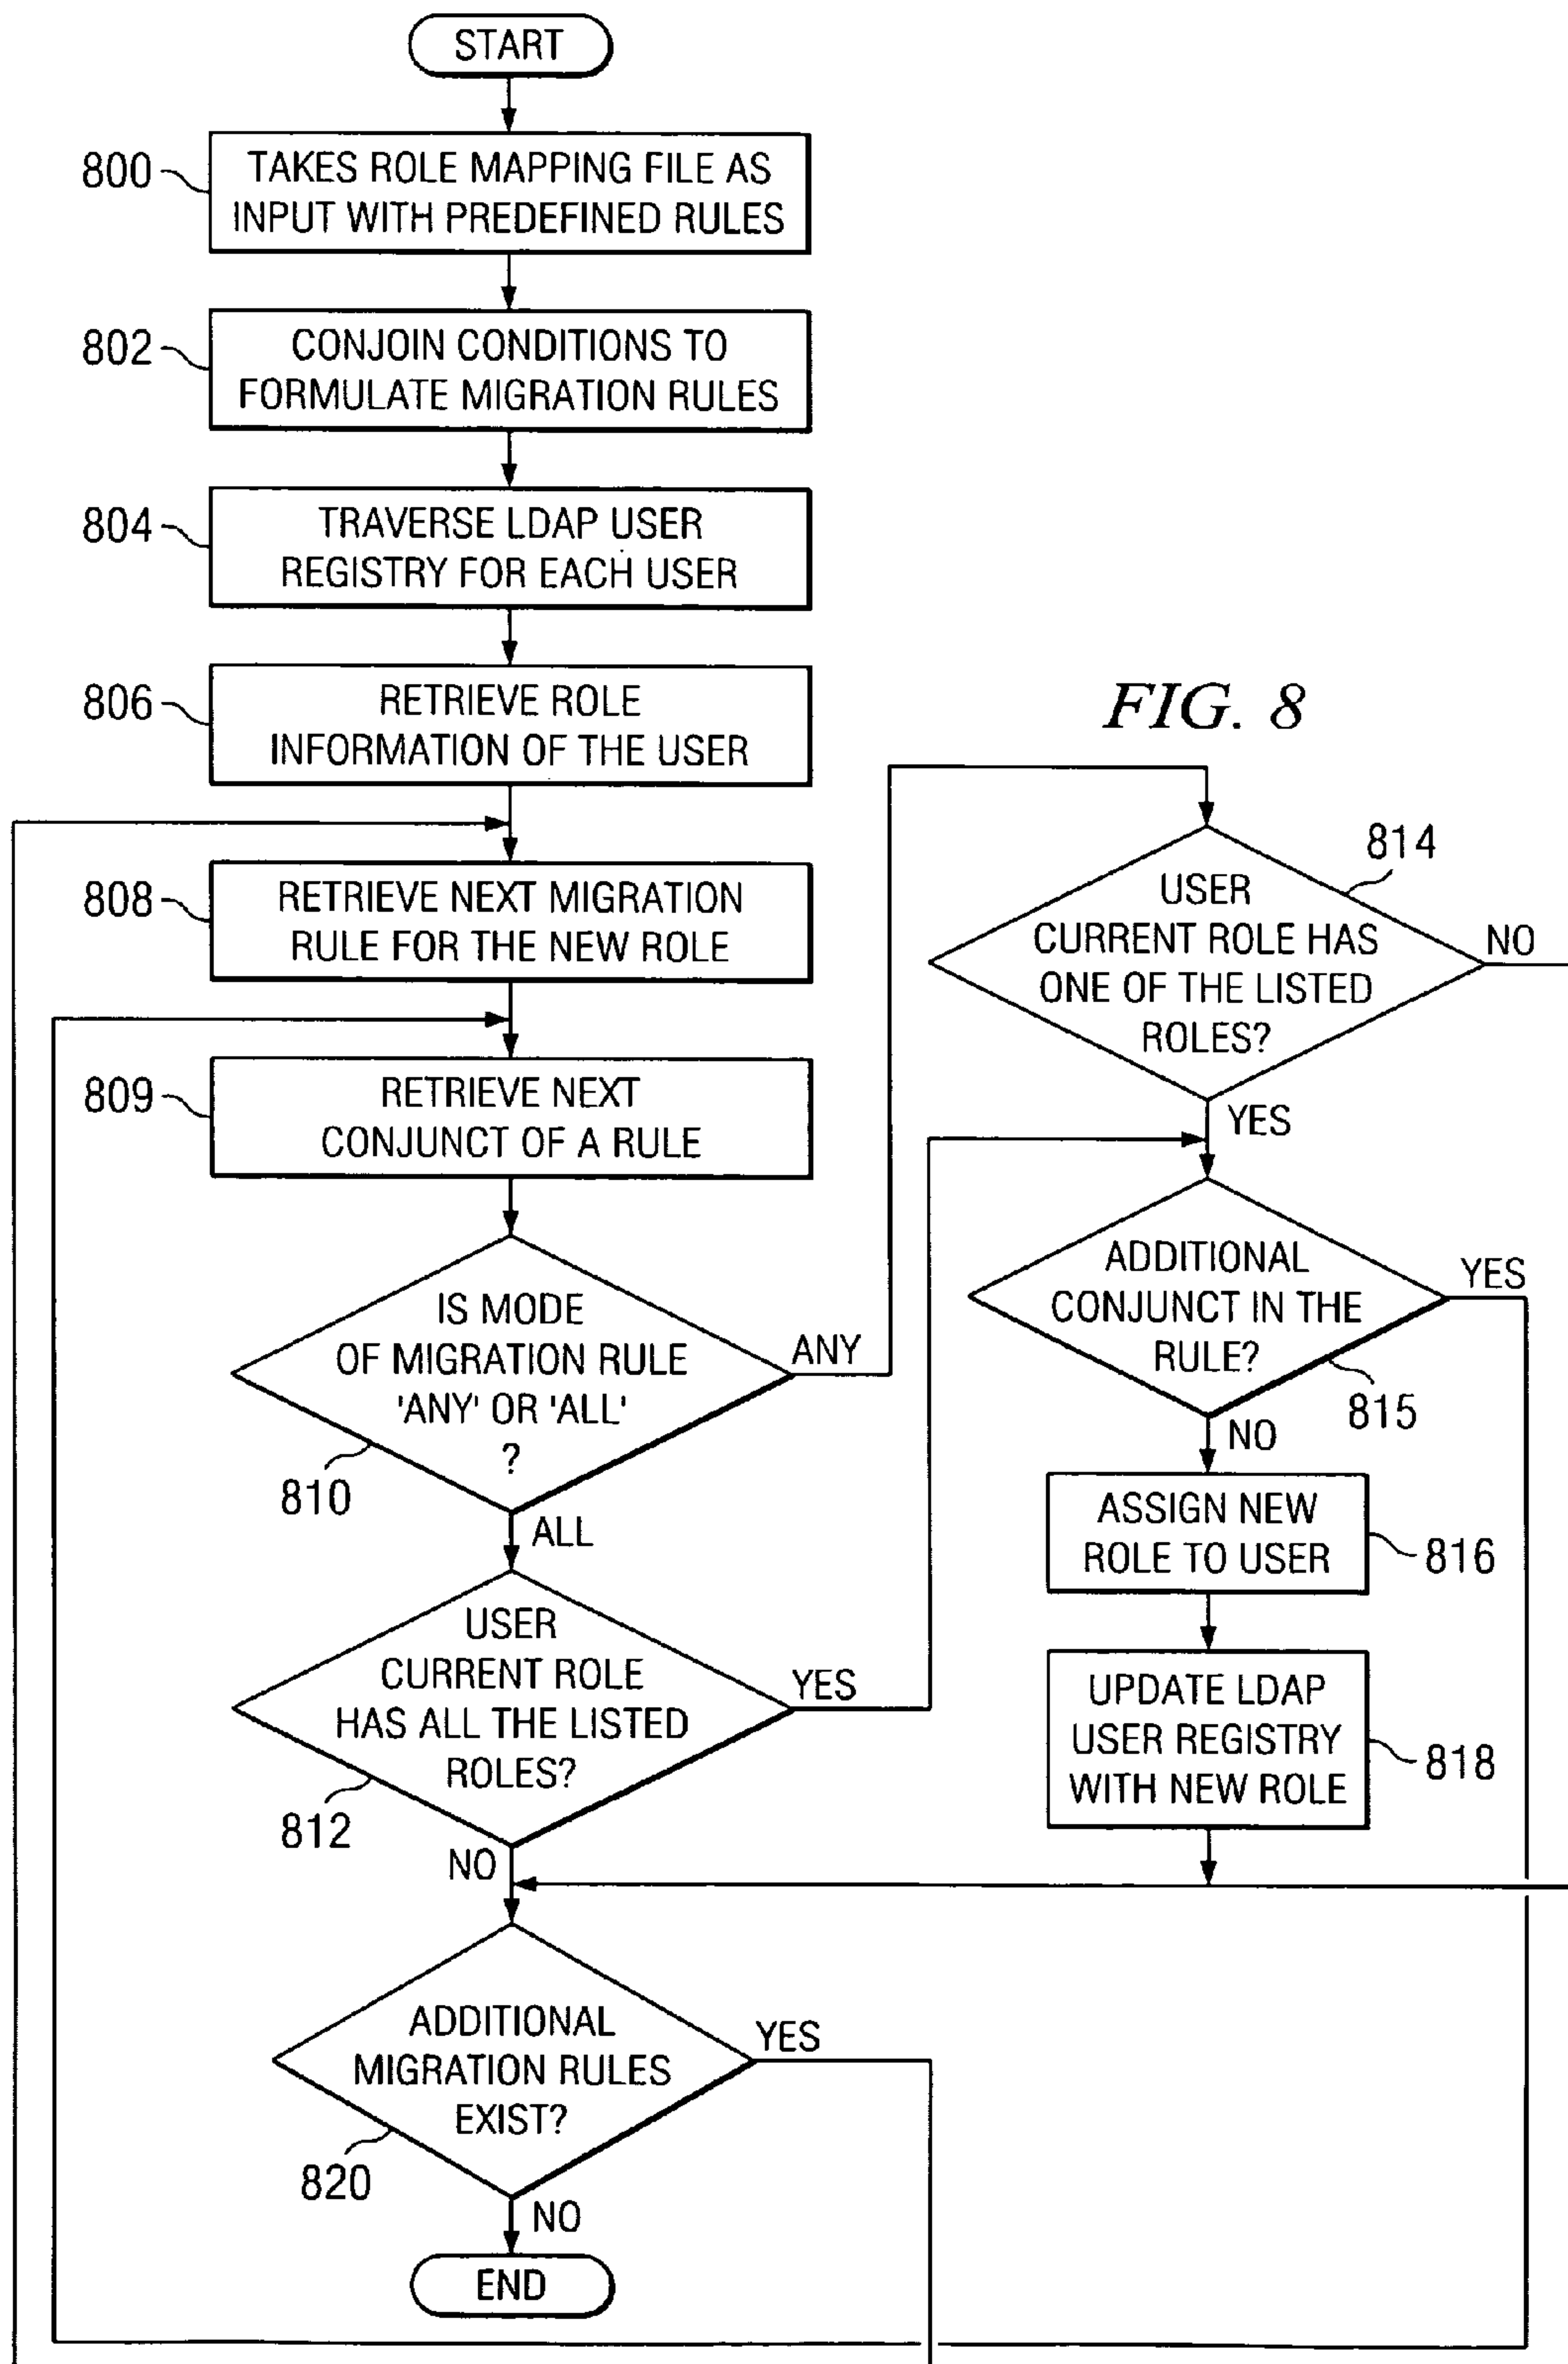 START
800
TAKES ROLE MAPPING FILE AS
INPUT WITH PREDEFINED RULES
802
CONJOIN CONDITIONS TO
FORMULATE MIGRATION RULES
804
TRAVERSE LDAP USER
REGISTRY FOR EACH USER
806
RETRIEVE ROLE
INFORMATION OF THE USER
FIG. 8
808
RETRIEVE NEXT MIGRATION
RULE FOR THE NEW ROLE
809
RETRIEVE NEXT
CONJUNCT OF A RULE
IS MODE
OF MIGRATION RULE
'ANY' OR 'ALL'
?
ANY
810
ALL
USER
CURRENT ROLE
HAS ALL THE LISTED
ROLES?
YES
812
NO
814
USER
CURRENT ROLE HAS
ONE OF THE LISTED
ROLES?
NO
YES
ADDITIONAL
CONJUNCT IN THE
RULE?
YES
815
NO
ASSIGN NEW
ROLE TO USER
816
UPDATE LDAP
USER REGISTRY
WITH NEW ROLE
818
ADDITIONAL
MIGRATION RULES
EXIST?
YES
820
NO
END